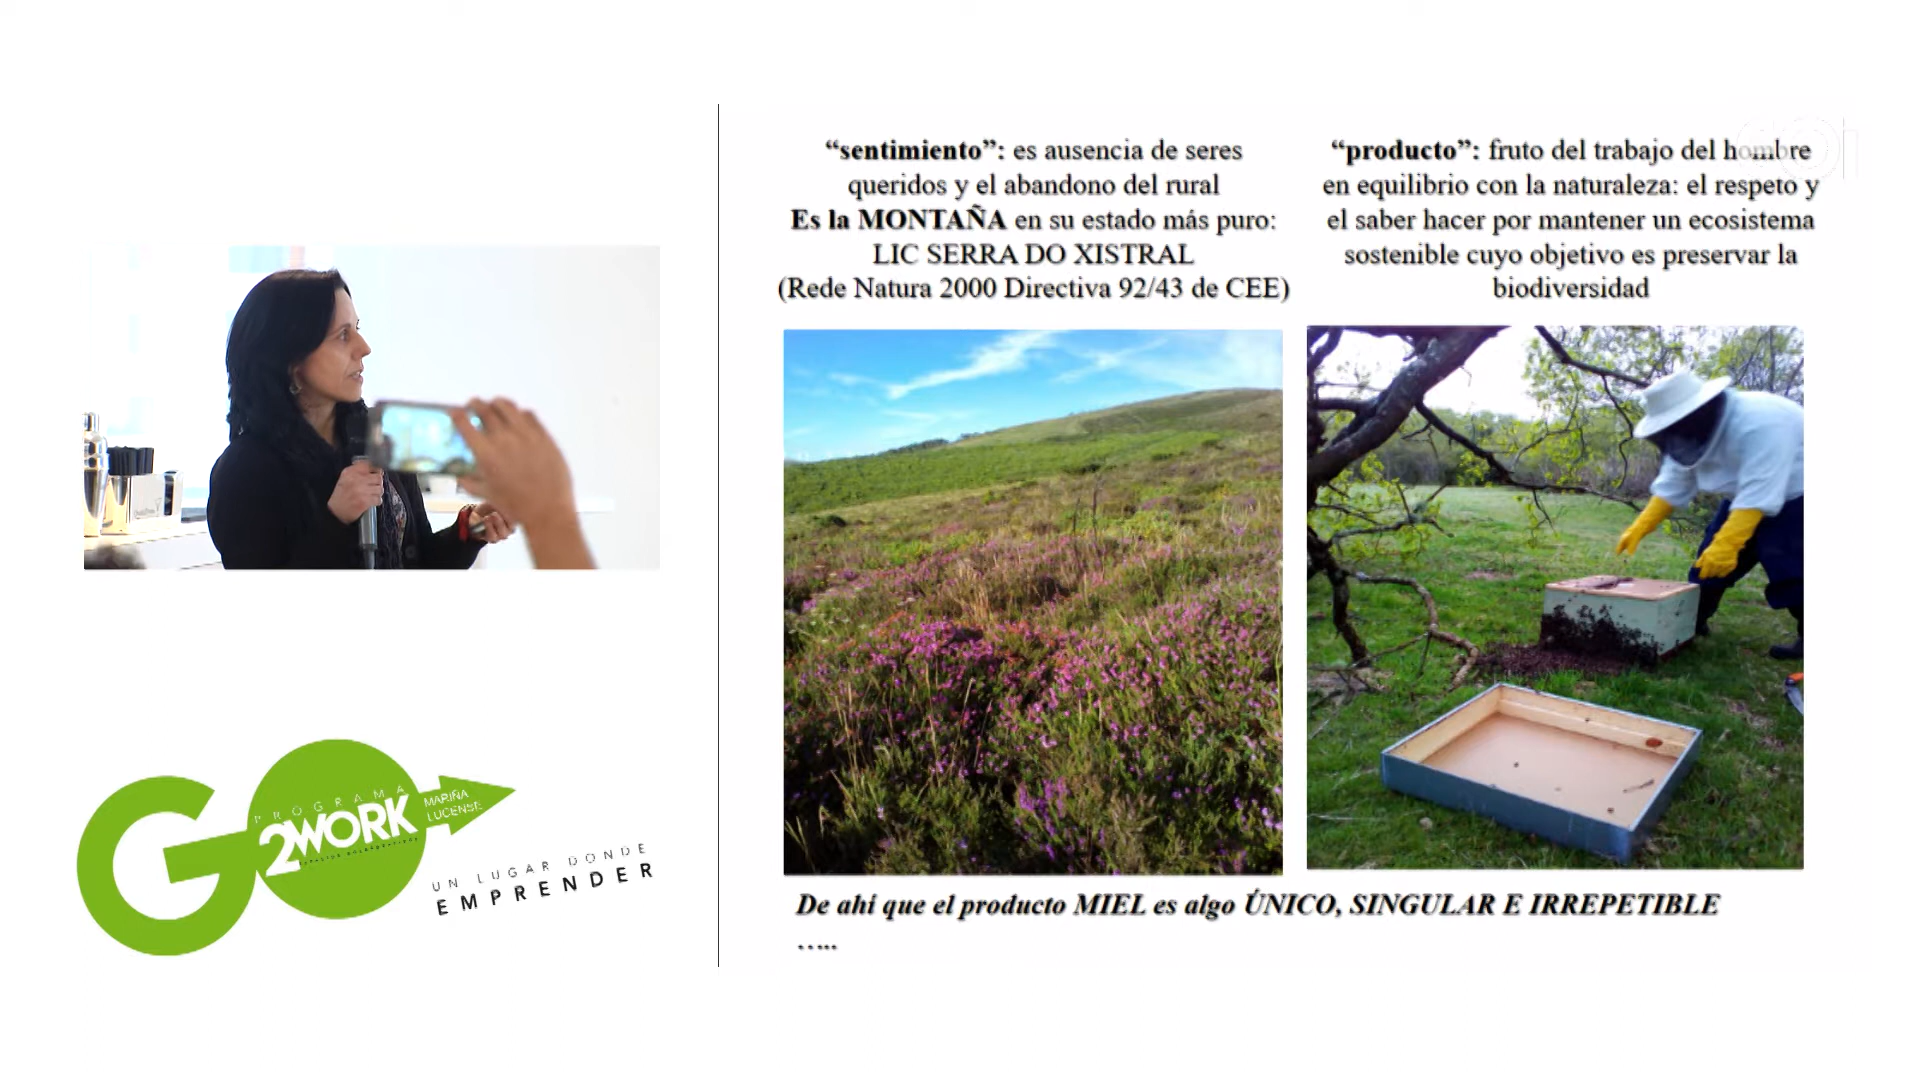 “sentimiento”: es ausencia de seres
queridos y el abandono del rural
Es la MONTAÑA en su estado más puro:
LIC SERRA DO XISTRAL
(Rede Natura 2000 Directiva 92/43 de CEE)
“producto”: fruto del trabajo del hombre
en equilibrio con la naturaleza: el respeto y
el saber hacer por mantener un ecosistema
sostenible cuyo objetivo es preservar la
biodiversidad
De ahí que el producto MIEL es algo ÚNICO, SINGULAR E IRREPETIBLE
.....
GO
PROGRAMA
2WORK
MARIÑA
LUCENSE
UN LUGAR DONDE
EMPRENDER